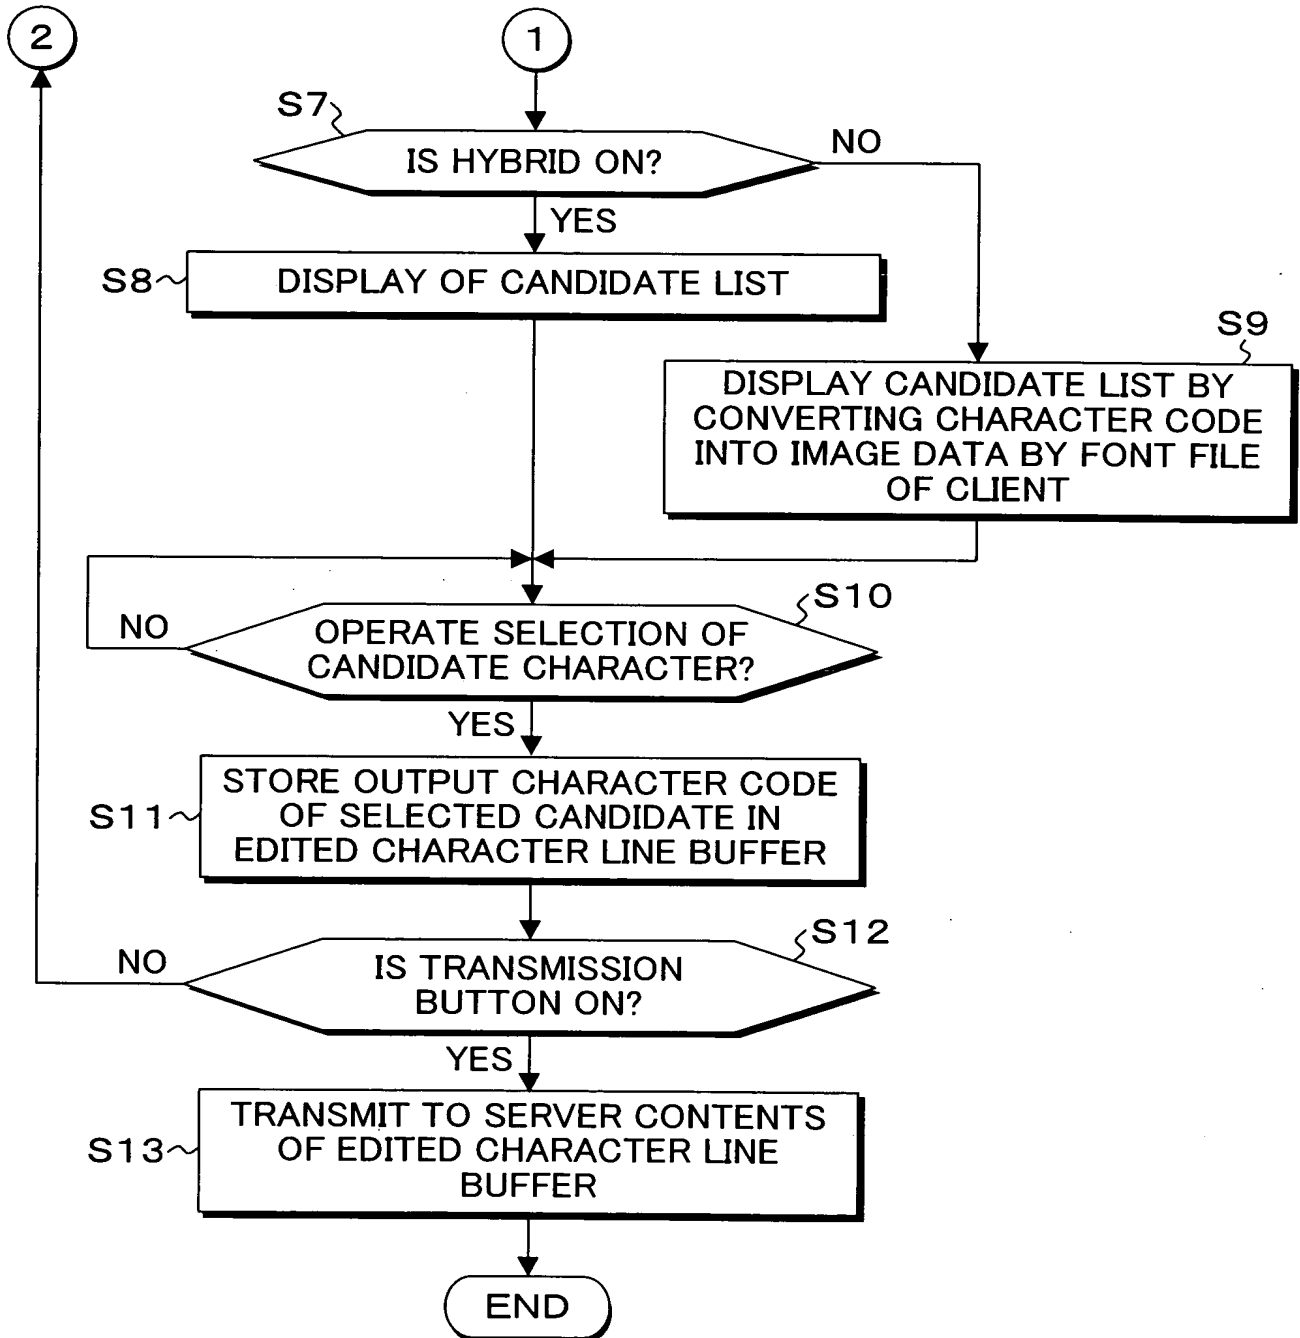 2
1
S7
IS HYBRID ON?
NO
YES
S8
DISPLAY OF CANDIDATE LIST
S9
DISPLAY CANDIDATE LIST BY
CONVERTING CHARACTER CODE
INTO IMAGE DATA BY FONT FILE
OF CLIENT
S10
NO
OPERATE SELECTION OF
CANDIDATE CHARACTER?
YES
S11
STORE OUTPUT CHARACTER CODE
OF SELECTED CANDIDATE IN
EDITED CHARACTER LINE BUFFER
S12
NO
IS TRANSMISSION
BUTTON ON?
YES
S13
TRANSMIT TO SERVER CONTENTS
OF EDITED CHARACTER LINE
BUFFER
END